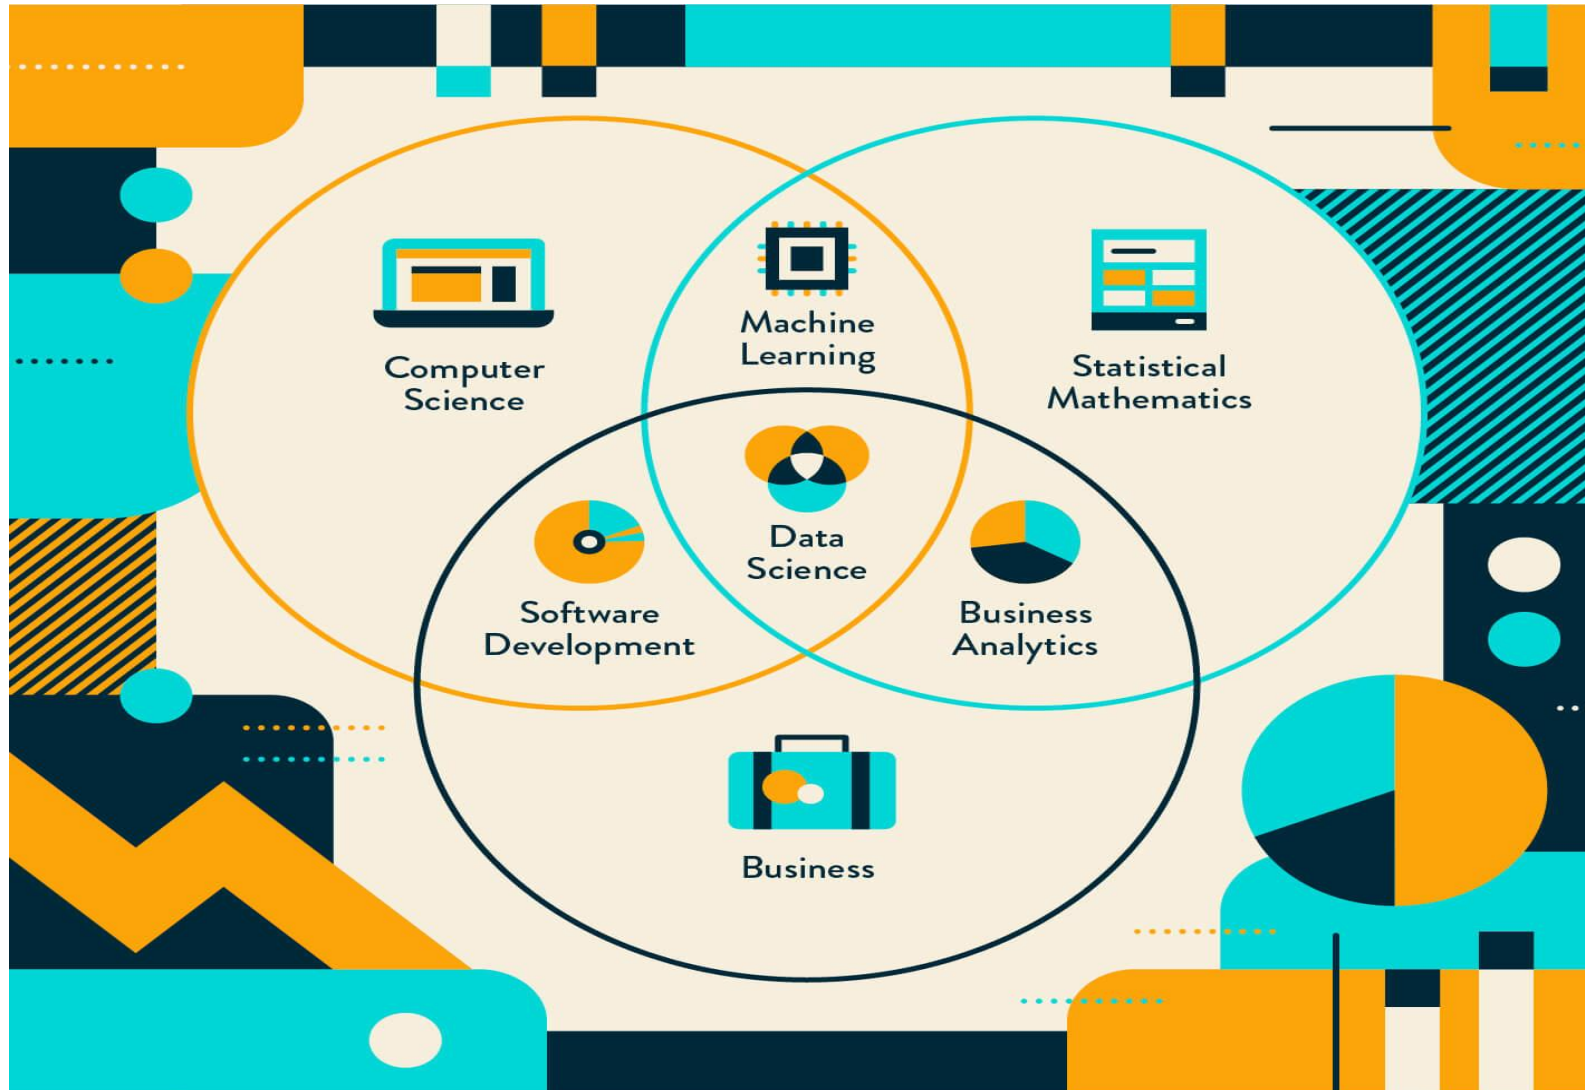 Machine
Learning
Computer
Science
Statistical
Mathematics
Data
Science
Software
Development
Business
Analytics
Business